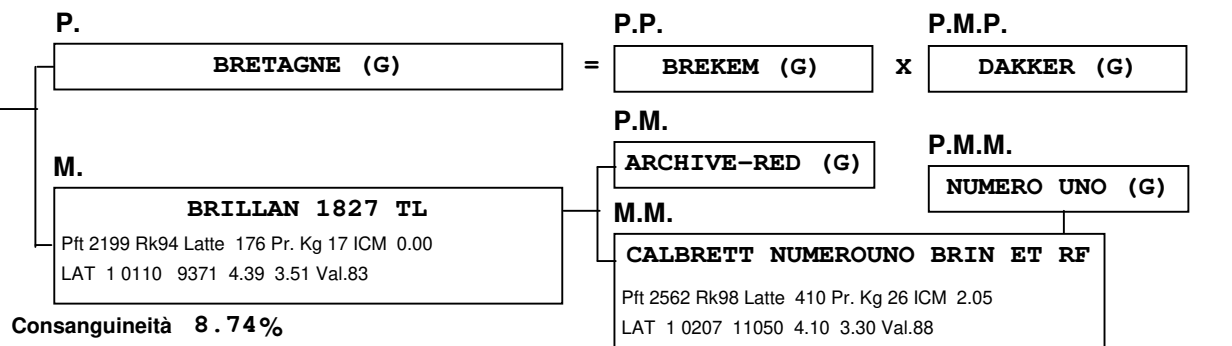 P.
P.P.
P.M.P.
BRETAGNE (G)
=
BREKEM (G)
X
DAKKER (G)
P.M.
P.M.M.
ARCHIVE-RED (G)
M.
NUMERO UNO (G)
BRILLAN 1827 TL
M.M.
Pft 2199 Rk94 Latte 176 Pr. Kg 17 ICM 0.00
CALBRETT NUMEROUNO BRIN ET RF
LAT 1 0110 9371 4.39 3.51 Val.83
Pft 2562 Rk98 Latte 410 Pr. Kg 26 ICM 2.05
Consanguineità 8.74%
LAT 1 0207 11050 4.10 3.30 Val.88